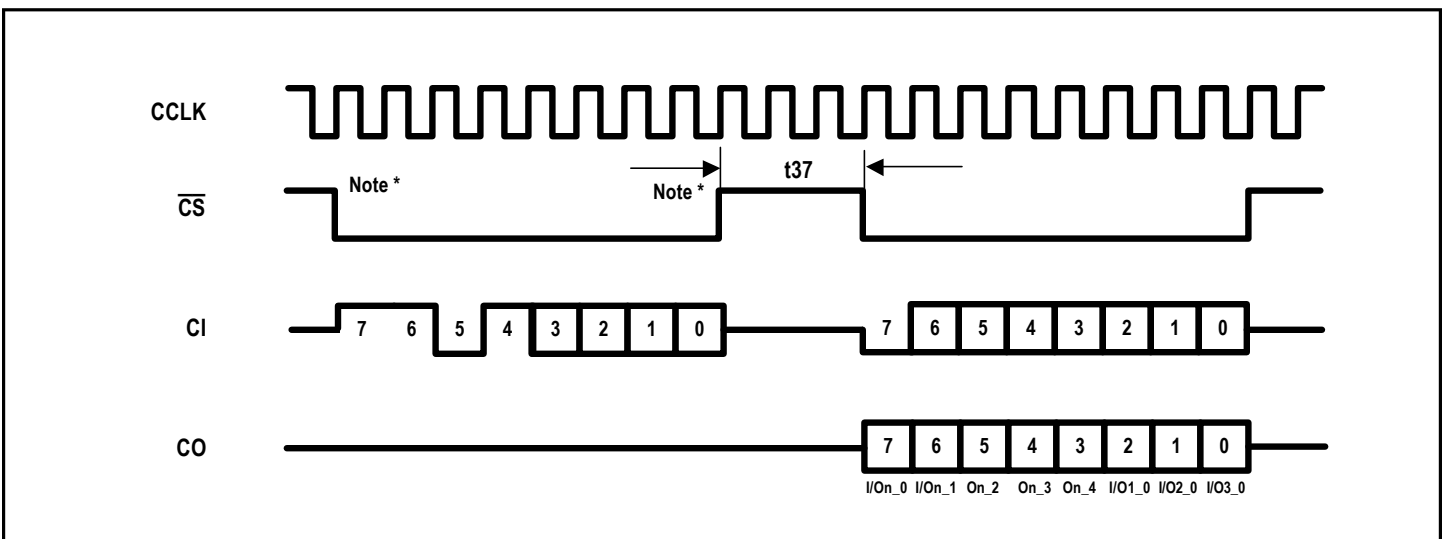 CCLK
t37
Note *
Note *
CS
CI
7 6 5 4 3 2 1 0
7 6 5 4 3 2 1 0
CO
7 6 5 4 3 2 1 0
I/On_0 I/On_1 On_2 On_3 On_4 I/O1_0 I/O2_0 I/O3_0